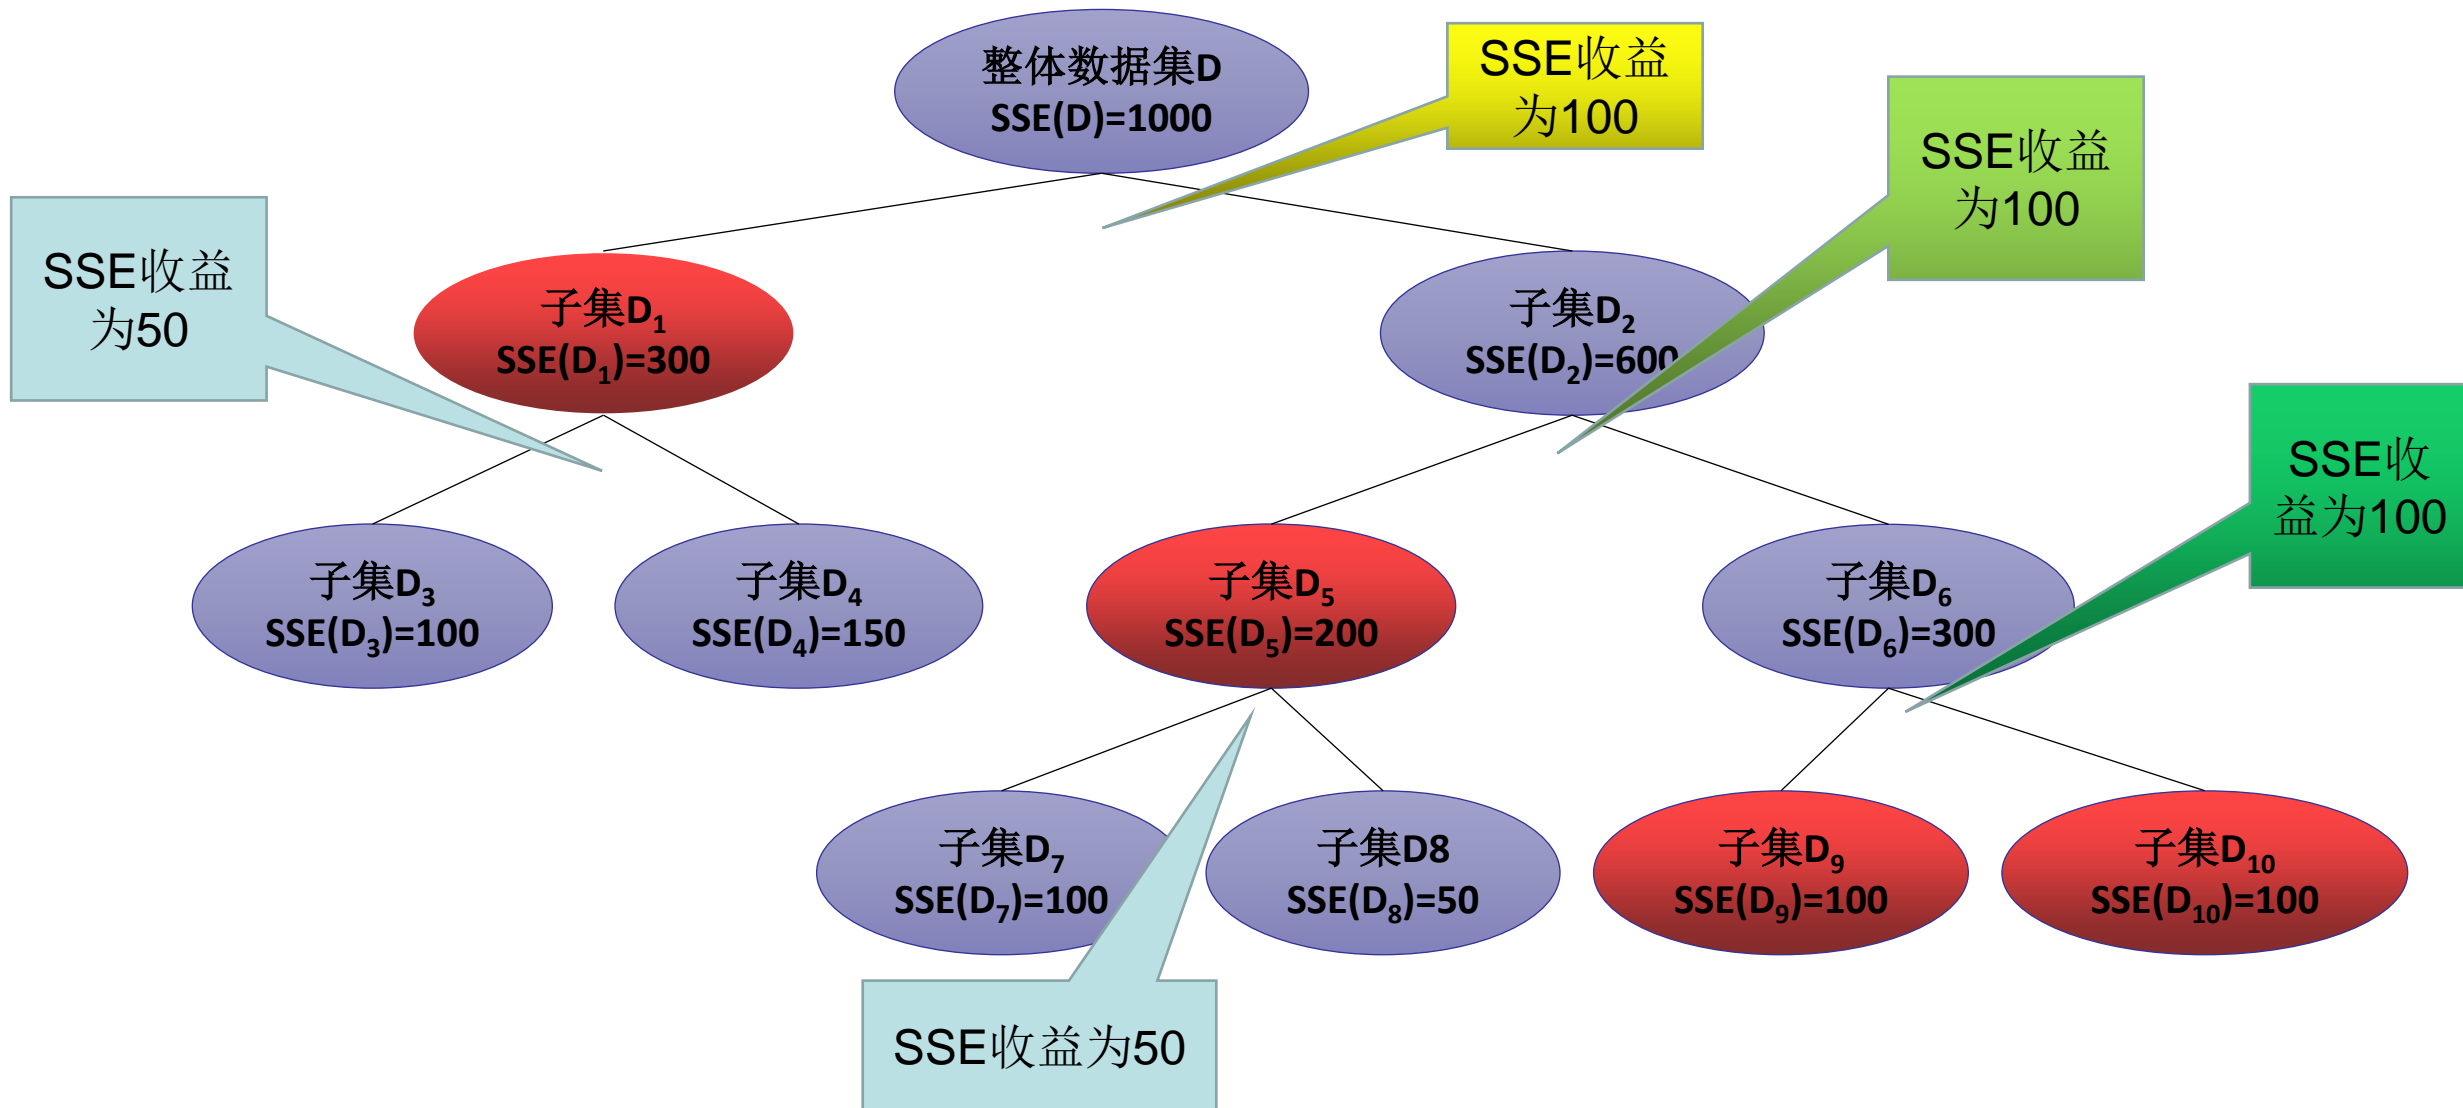 整体数据集D
SSE(D)=1000
SSE收益
为100
SSE收益
为100
SSE收益
为50
子集D₁
SSE(D₁)=300
子集D₂
SSE(D₂)=600
SSE收
益为100
子集D₃
SSE(D₃)=100
子集D₄
SSE(D₄)=150
子集D₅
SSE(D₅)=200
子集D₆
SSE(D₆)=300
子集D₇
SSE(D₇)=100
子集D8
SSE(D₈)=50
子集D₉
SSE(D₉)=100
子集D₁₀
SSE(D₁₀)=100
SSE收益为50